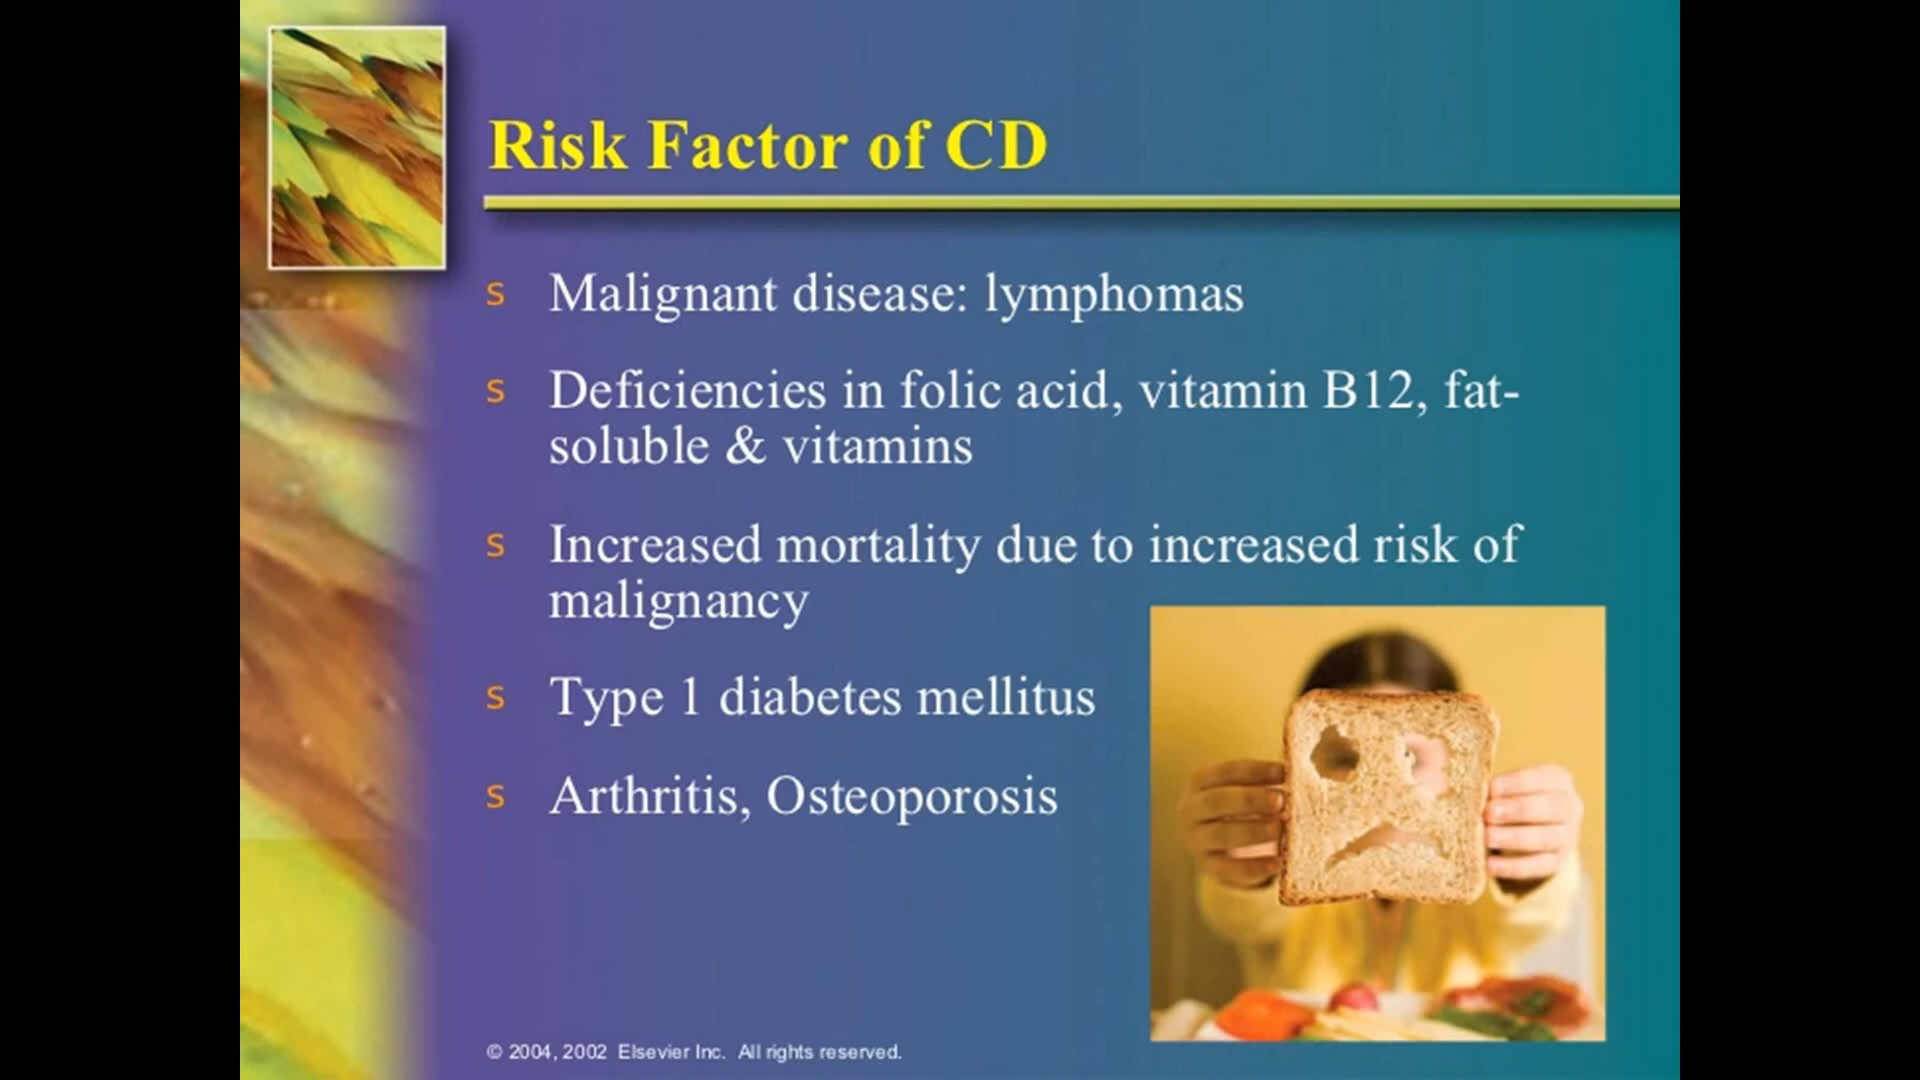 Risk Factor of CD
s Malignant disease: lymphomas
s Deficiencies in folic acid, vitamin B12, fat-
soluble & vitamins
s Increased mortality due to increased risk of
malignancy
s Type 1 diabetes mellitus
s Arthritis, Osteoporosis
© 2004, 2002 Elsevier Inc. All rights reserved.